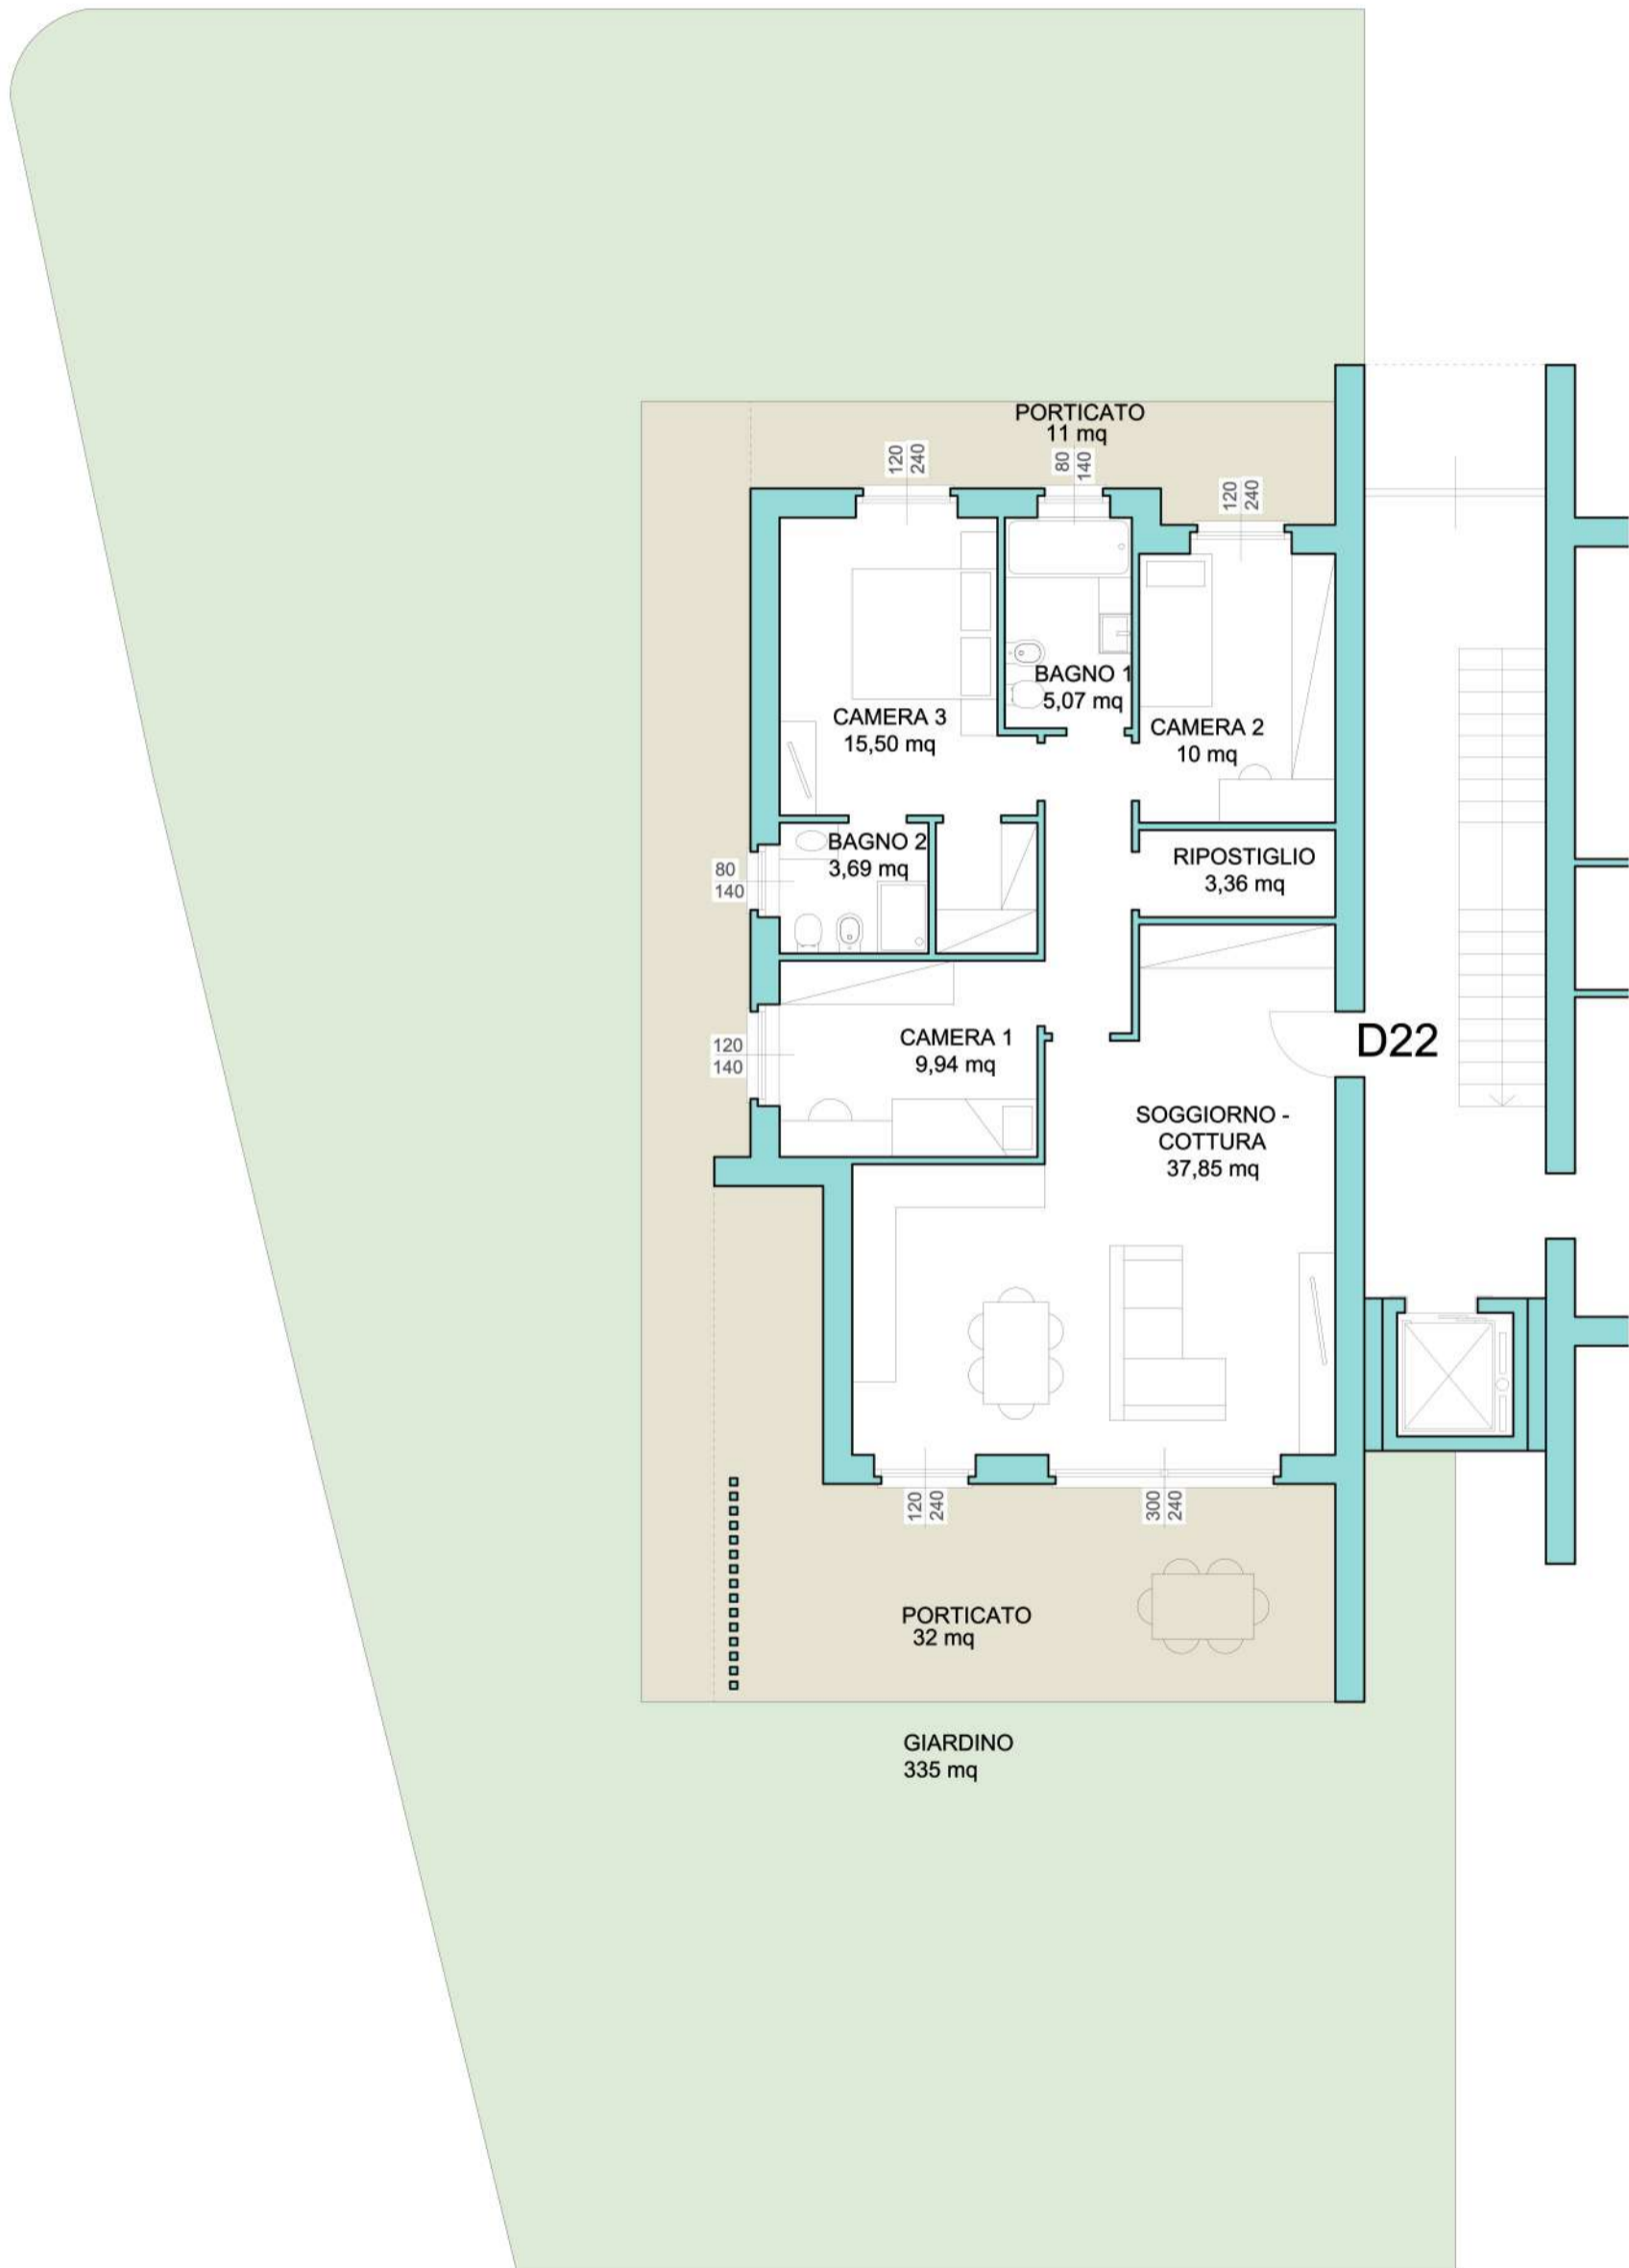 PORTICATO
11 mq
120
240
80
140
120
240
BAGNO 1
5,07 mq
CAMERA 3
15,50 mq
CAMERA 2
10 mq
BAGNO 2
3,69 mq
RIPOSTIGLIO
3,36 mq
80
140
CAMERA 1
9,94 mq
120
140
D22
SOGGIORNO -
COTTURA
37,85 mq
120
240
300
240
PORTICATO
32 mq
GIARDINO
335 mq